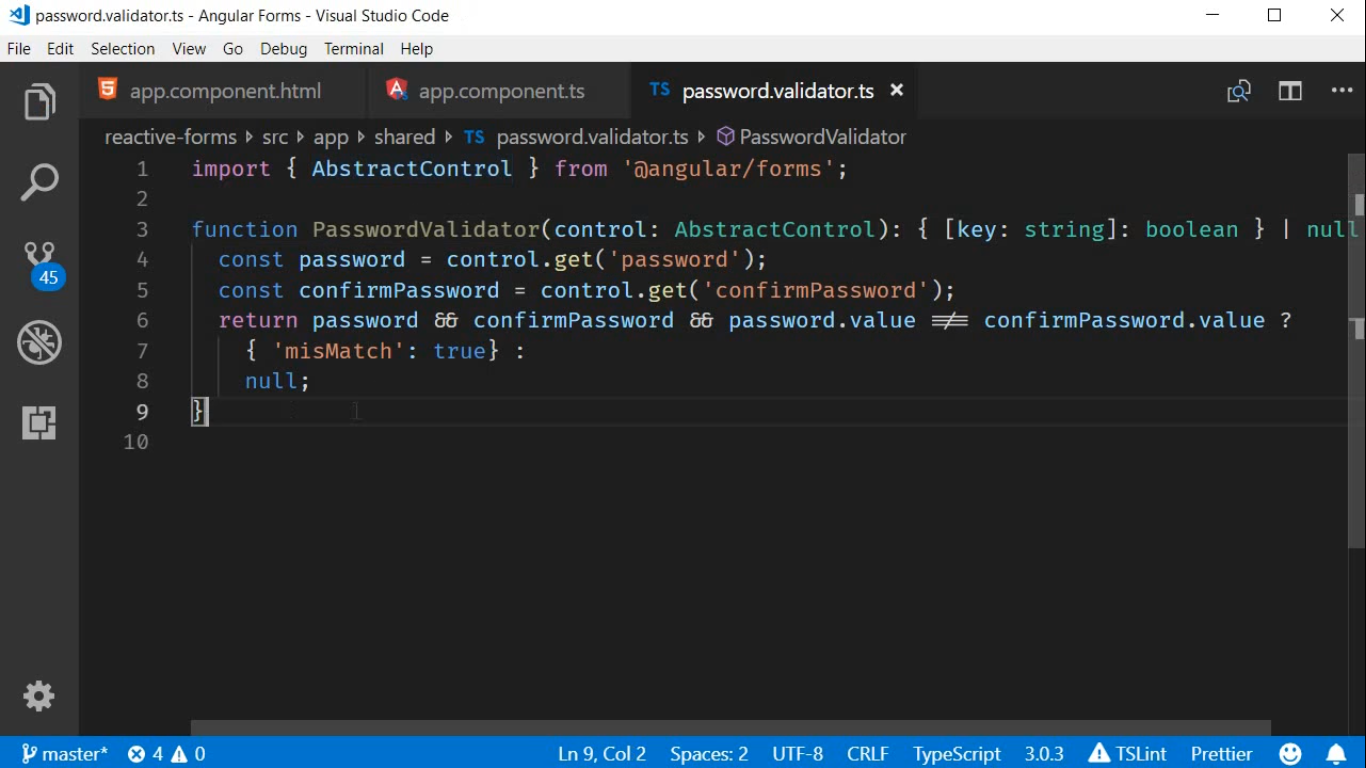 password.validator.ts - Angular Forms - Visual Studio Code
File Edit Selection View Go Debug Terminal Help
app.component.html app.component.ts TS password.validator.ts
reactive-forms src app shared TS password.validator.ts PasswordValidator
1 import { AbstractControl } from '@angular/forms';
2
3 function PasswordValidator(control: AbstractControl): { [key: string]: boolean } | null
4 const password = control.get('password');
5 const confirmPassword = control.get('confirmPassword');
6 return password && confirmPassword && password.value !== confirmPassword.value ?
7 { 'misMatch': true} :
8 null;
9 }
10
45
master* 4 0 Ln 9, Col 2 Spaces: 2 UTF-8 CRLF TypeScript 3.0.3 TSLint Prettier